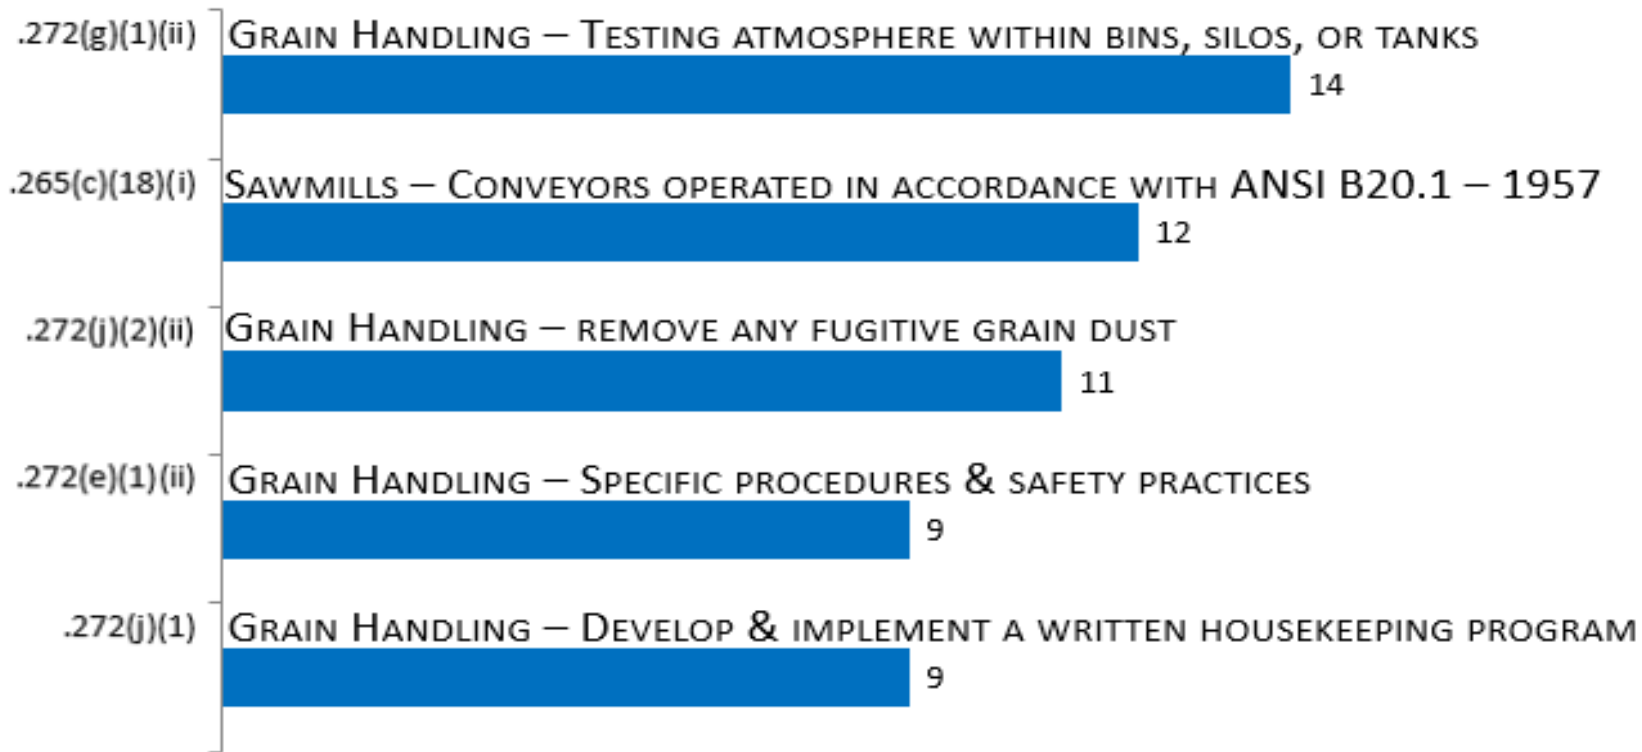 .272(g)(1)(ii) Grain Handling – Testing atmosphere within bins, silos, or tanks
14
.265(c)(18)(i) Sawmills – Conveyors operated in accordance with ANSI B20.1 – 1957
12
.272(j)(2)(ii) Grain Handling – remove any fugitive grain dust
11
.272(e)(1)(ii) Grain Handling – Specific procedures & safety practices
9
.272(j)(1) Grain Handling – Develop & implement a written housekeeping program
9